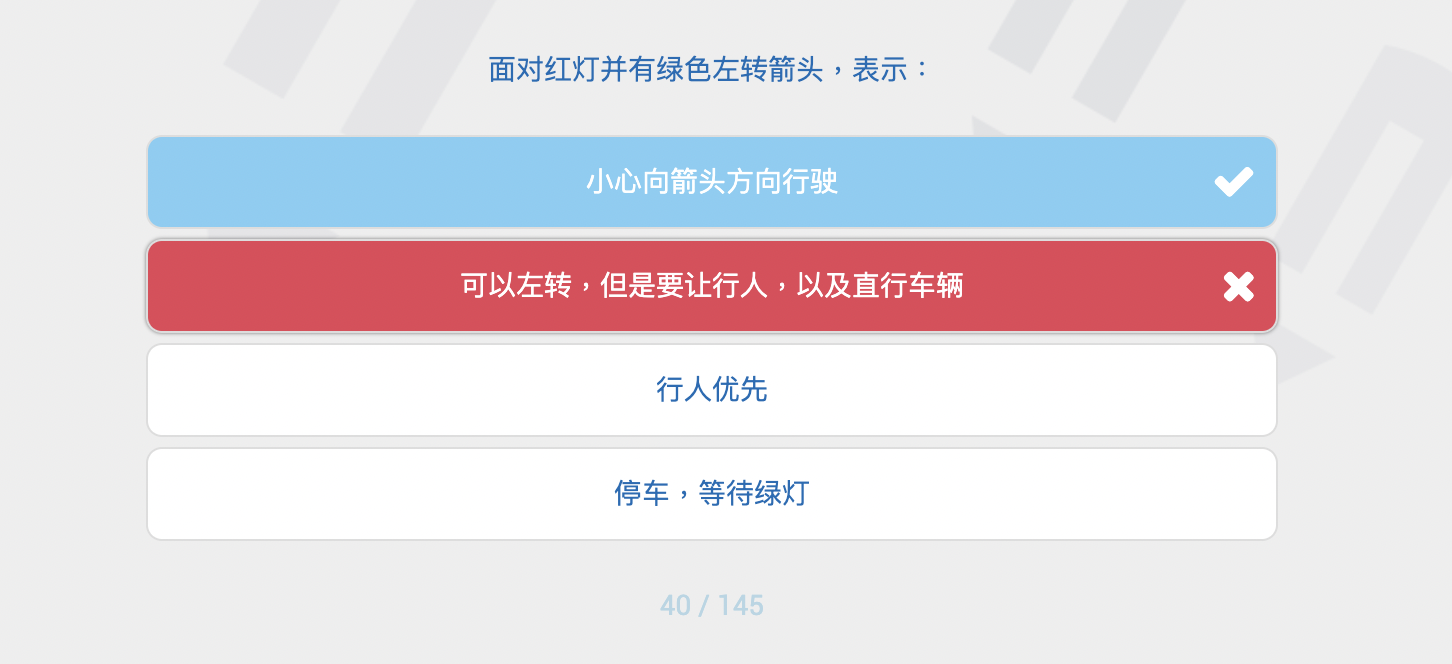 面对红灯并有绿色左转箭头，表示：
小心向箭头方向行驶
可以左转，但是要让行人，以及直行车辆
行人优先
停车，等待绿灯
40 / 145